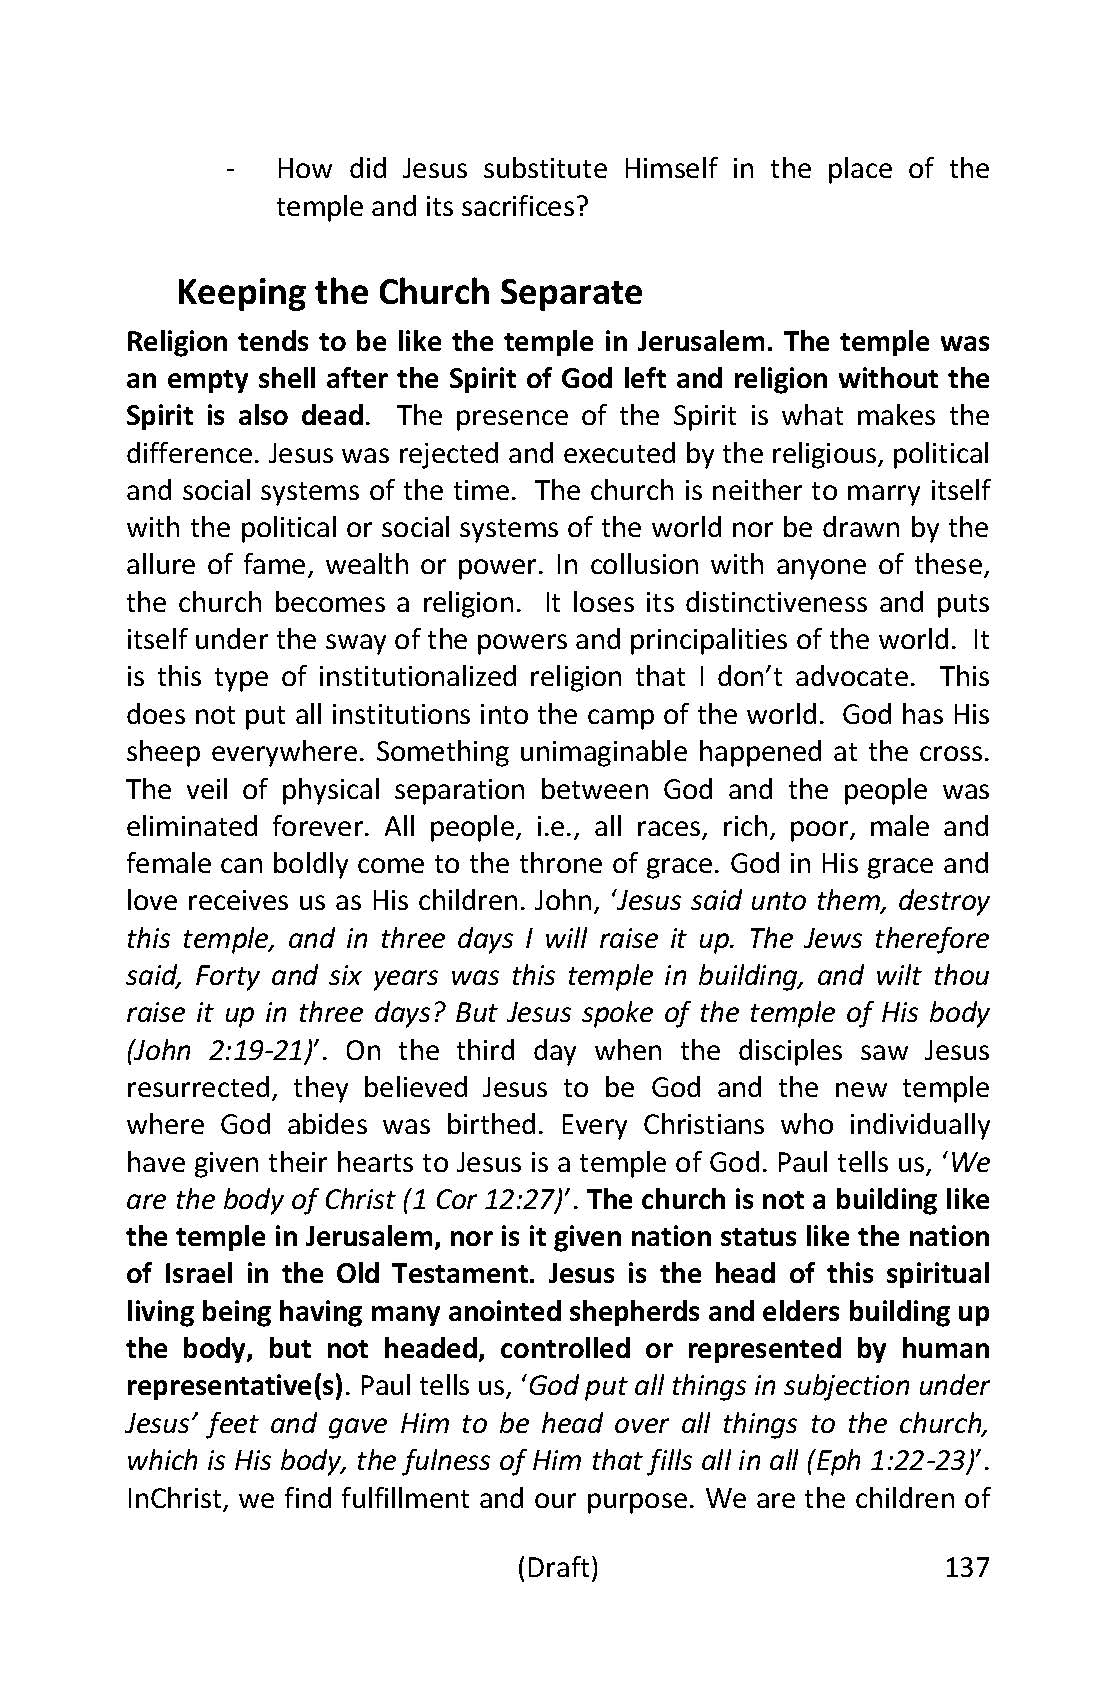 - How did Jesus substitute Himself in the place of the
temple and its sacrifices?
Keeping the Church Separate
Religion tends to be like the temple in Jerusalem. The temple was
an empty shell after the Spirit of God left and religion without the
Spirit is also dead. The presence of the Spirit is what makes the
difference. Jesus was rejected and executed by the religious, political
and social systems of the time. The church is neither to marry itself
with the political or social systems of the world nor be drawn by the
allure of fame, wealth or power. In collusion with anyone of these,
the church becomes a religion. It loses its distinctiveness and puts
itself under the sway of the powers and principalities of the world. It
is this type of institutionalized religion that I don’t advocate. This
does not put all institutions into the camp of the world. God has His
sheep everywhere. Something unimaginable happened at the cross.
The veil of physical separation between God and the people was
eliminated forever. All people, i.e., all races, rich, poor, male and
female can boldly come to the throne of grace. God in His grace and
love receives us as His children. John, ‘Jesus said unto them, destroy
this temple, and in three days I will raise it up. The Jews therefore
said, Forty and six years was this temple in building, and wilt thou
raise it up in three days? But Jesus spoke of the temple of His body
(John 2:19-21)’. On the third day when the disciples saw Jesus
resurrected, they believed Jesus to be God and the new temple
where God abides was birthed. Every Christians who individually
have given their hearts to Jesus is a temple of God. Paul tells us, ‘We
are the body of Christ (1 Cor 12:27)’. The church is not a building like
the temple in Jerusalem, nor is it given nation status like the nation
of Israel in the Old Testament. Jesus is the head of this spiritual
living being having many anointed shepherds and elders building up
the body, but not headed, controlled or represented by human
representative(s). Paul tells us, ‘God put all things in subjection under
Jesus’ feet and gave Him to be head over all things to the church,
which is His body, the fulness of Him that fills all in all (Eph 1:22-23)’.
InChrist, we find fulfillment and our purpose. We are the children of
(Draft) 137